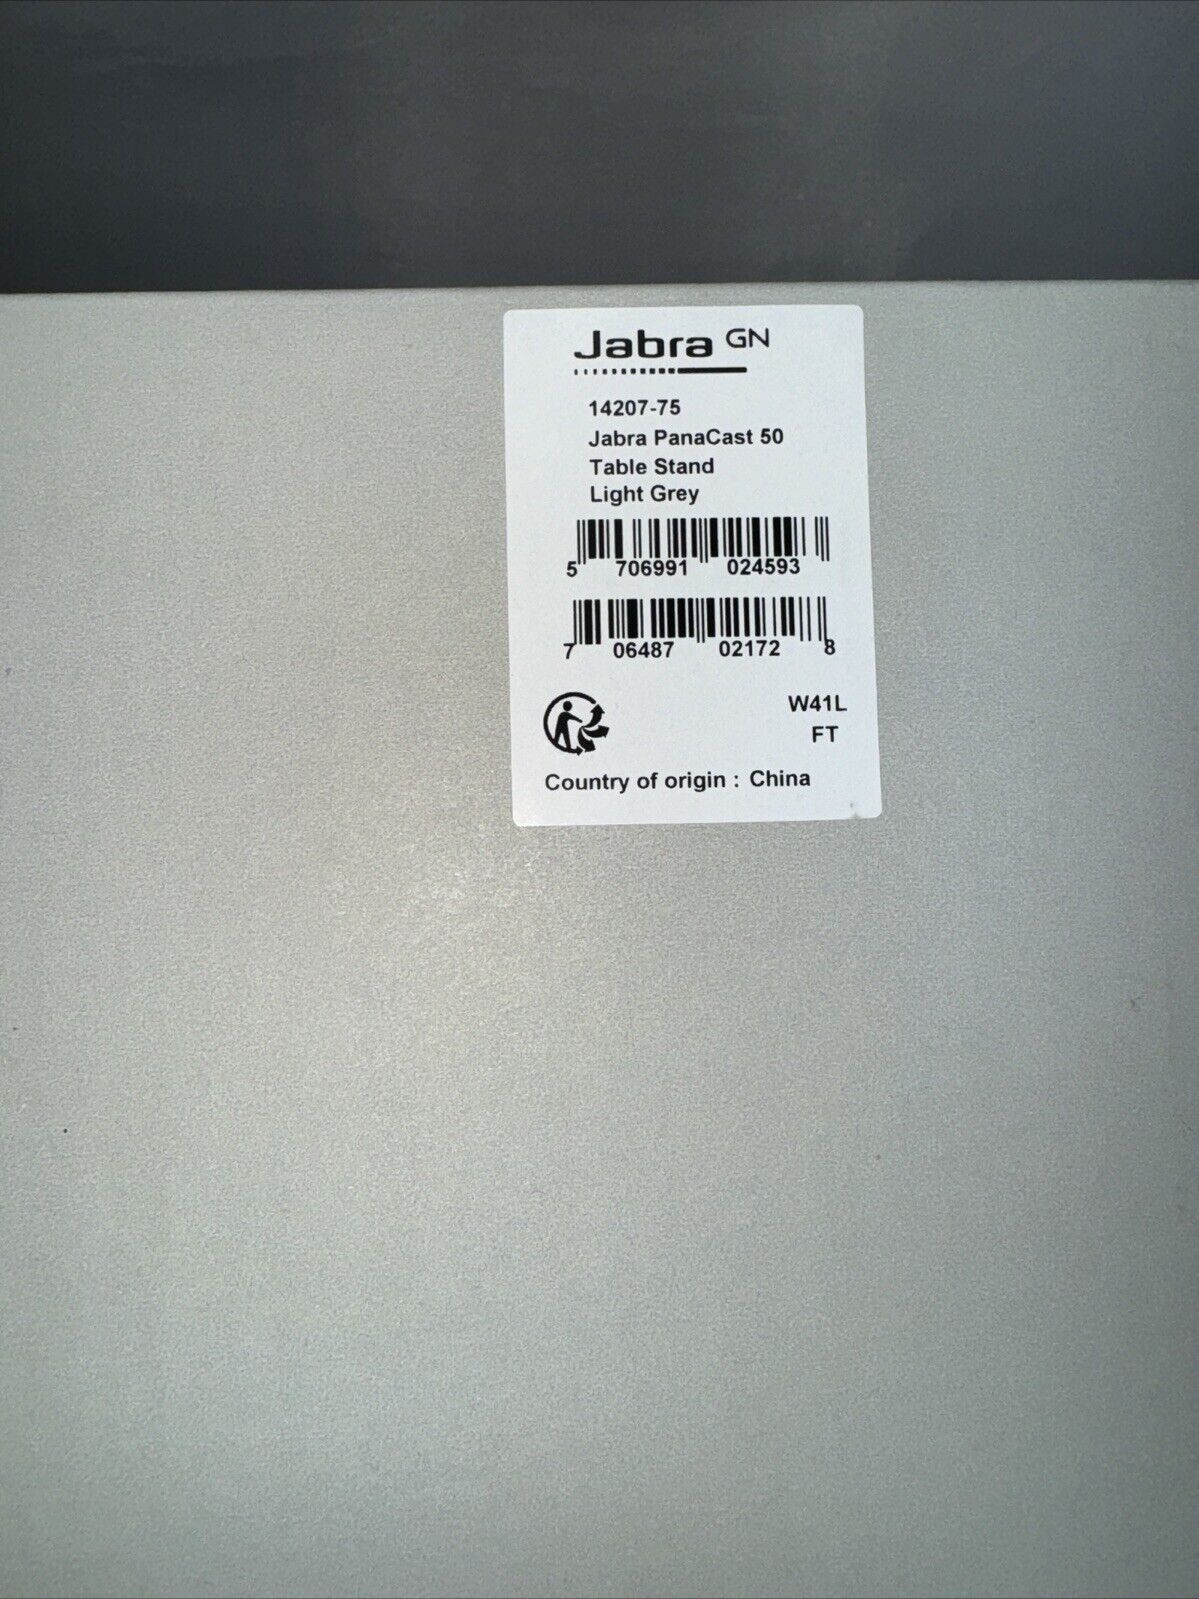 Jabra GN
14207-75
Jabra PanaCast 50
Table Stand
Light Grey
5 706991 024593
7 06487 02172 8
W41L
FT
Country of origin : China